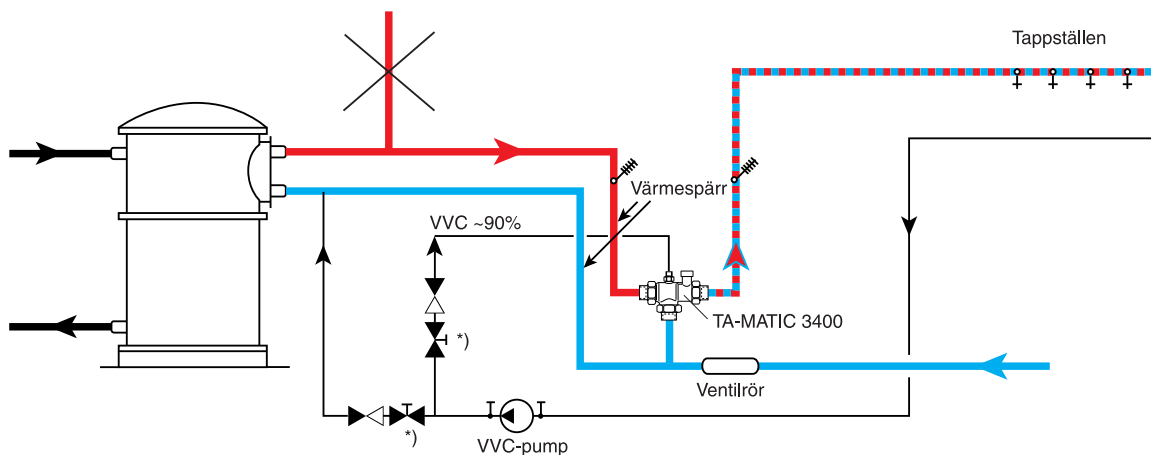 Tappställen
Värmespärr
VVC ~90%
TA-MATIC 3400
*)
Ventilrör
*)
VVC-pump